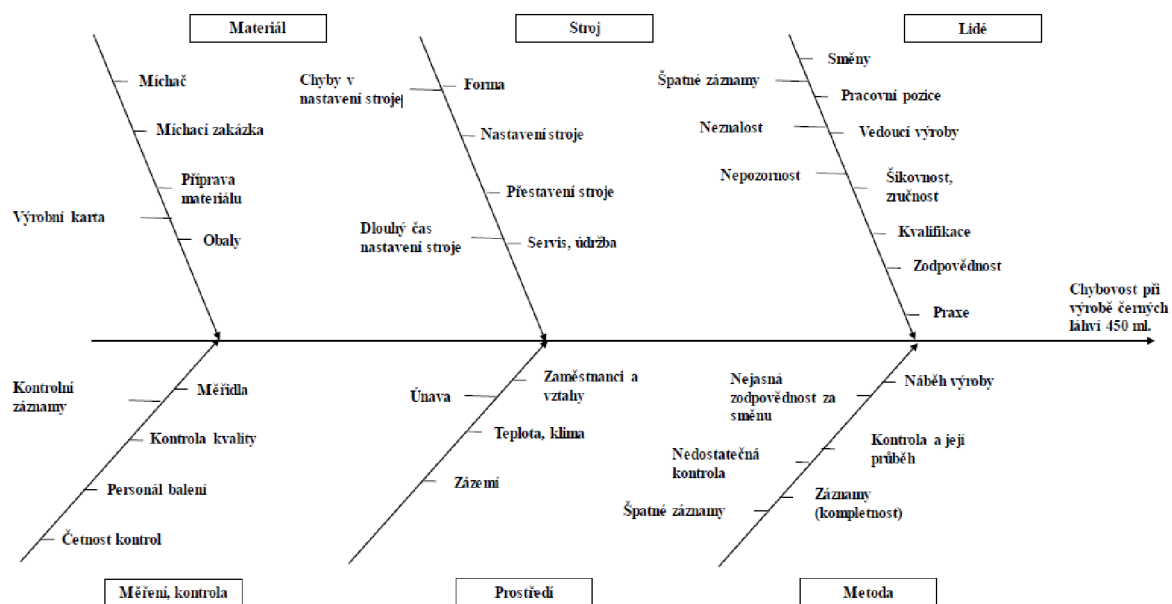 Materiál
Stroj
Lidé
Míchač
Míchací zakázka
Příprava
materiálu
Výrobní karta
Obaly
Chyby v
nastavení stroje
Forma
Nastavení stroje
Přestavení stroje
Dlouhý čas
nastavení stroje
Servis, údržba
Směny
Špatné záznamy
Pracovní pozice
Neznalost
Vedoucí výroby
Nepozornost
Šikovnost,
zručnost
Kvalifikace
Zodpovědnost
Praxe
Chybovost při
výrobě černých
láhví 450 ml.
Kontrolní
záznamy
Měřidla
Kontrola kvality
Personál balení
Četnost kontrol
Únava
Zaměstnanci a
vztahy
Teplota, klima
Zázemí
Nejasná
zodpovědnost za
směnu
Náběh výroby
Nedostatečná
kontrola
Kontrola a její
průběh
Špatné záznamy
Záznamy
(kompletnost)
Měření, kontrola
Prostředí
Metoda